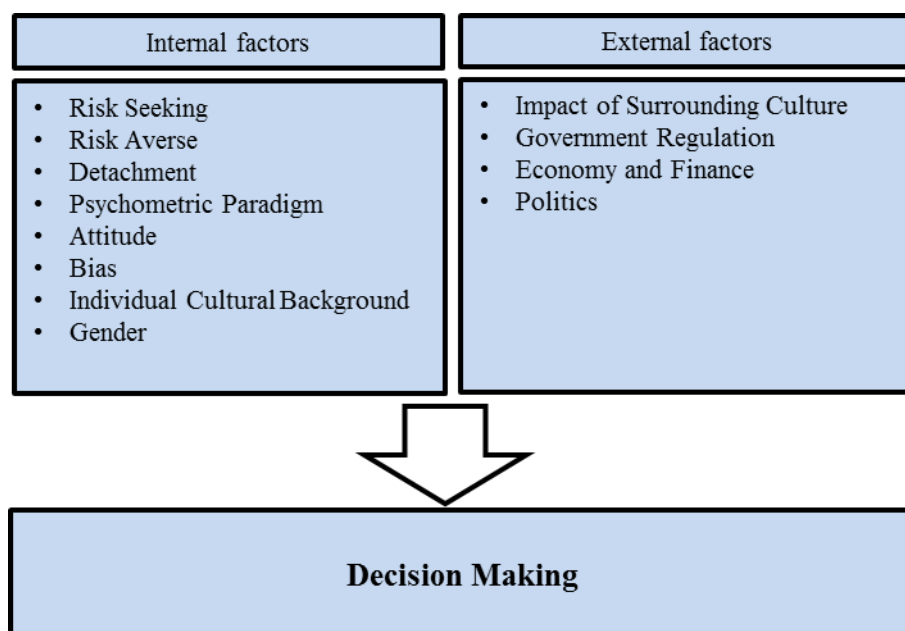 Internal factors
• Risk Seeking
• Risk Averse
• Detachment
• Psychometric Paradigm
• Attitude
• Bias
• Individual Cultural Background
• Gender
External factors
• Impact of Surrounding Culture
• Government Regulation
• Economy and Finance
• Politics
Decision Making